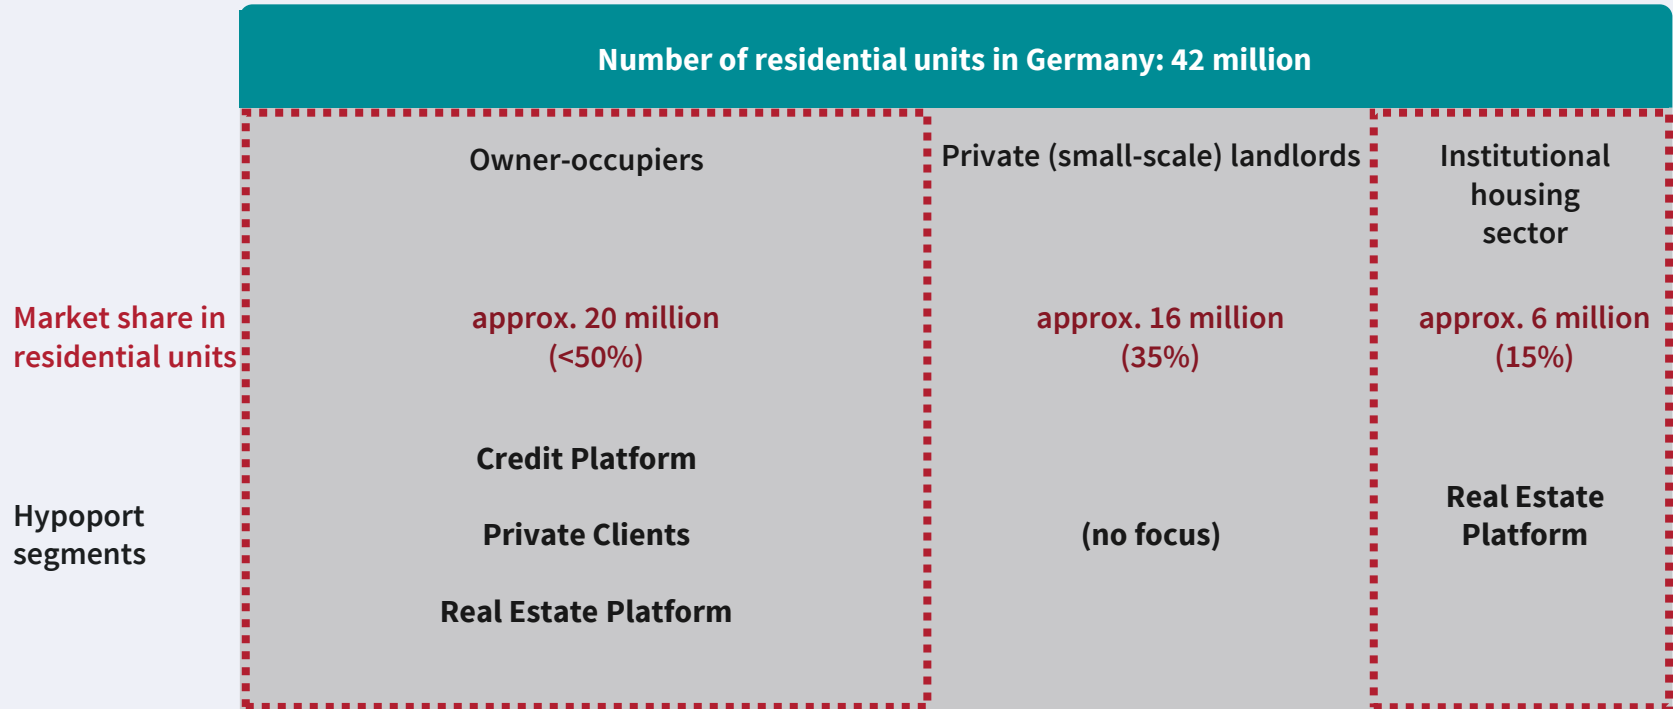 Number of residential units in Germany: 42 million
Owner-occupiers
Private (small-scale) landlords
Institutional
housing
sector
Market share in
residential units
approx. 20 million
(<50%)
approx. 16 million
(35%)
approx. 6 million
(15%)
Hypoport
segments
Credit Platform
Private Clients
Real Estate Platform
(no focus)
Real Estate
Platform